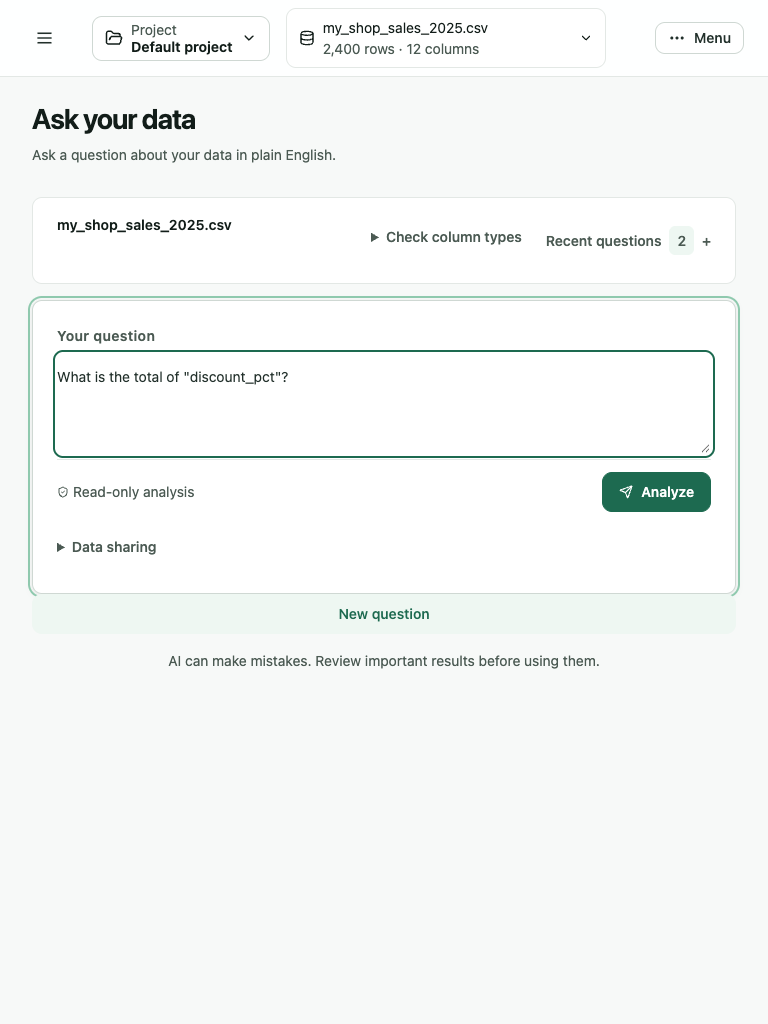 Project
Default project
my_shop_sales_2025.csv
2,400 rows · 12 columns
Menu
Ask your data
Ask a question about your data in plain English.
my_shop_sales_2025.csv
Check column types
Recent questions 2 +
Your question
What is the total of "discount_pct"?
Read-only analysis
Analyze
Data sharing
New question
AI can make mistakes. Review important results before using them.